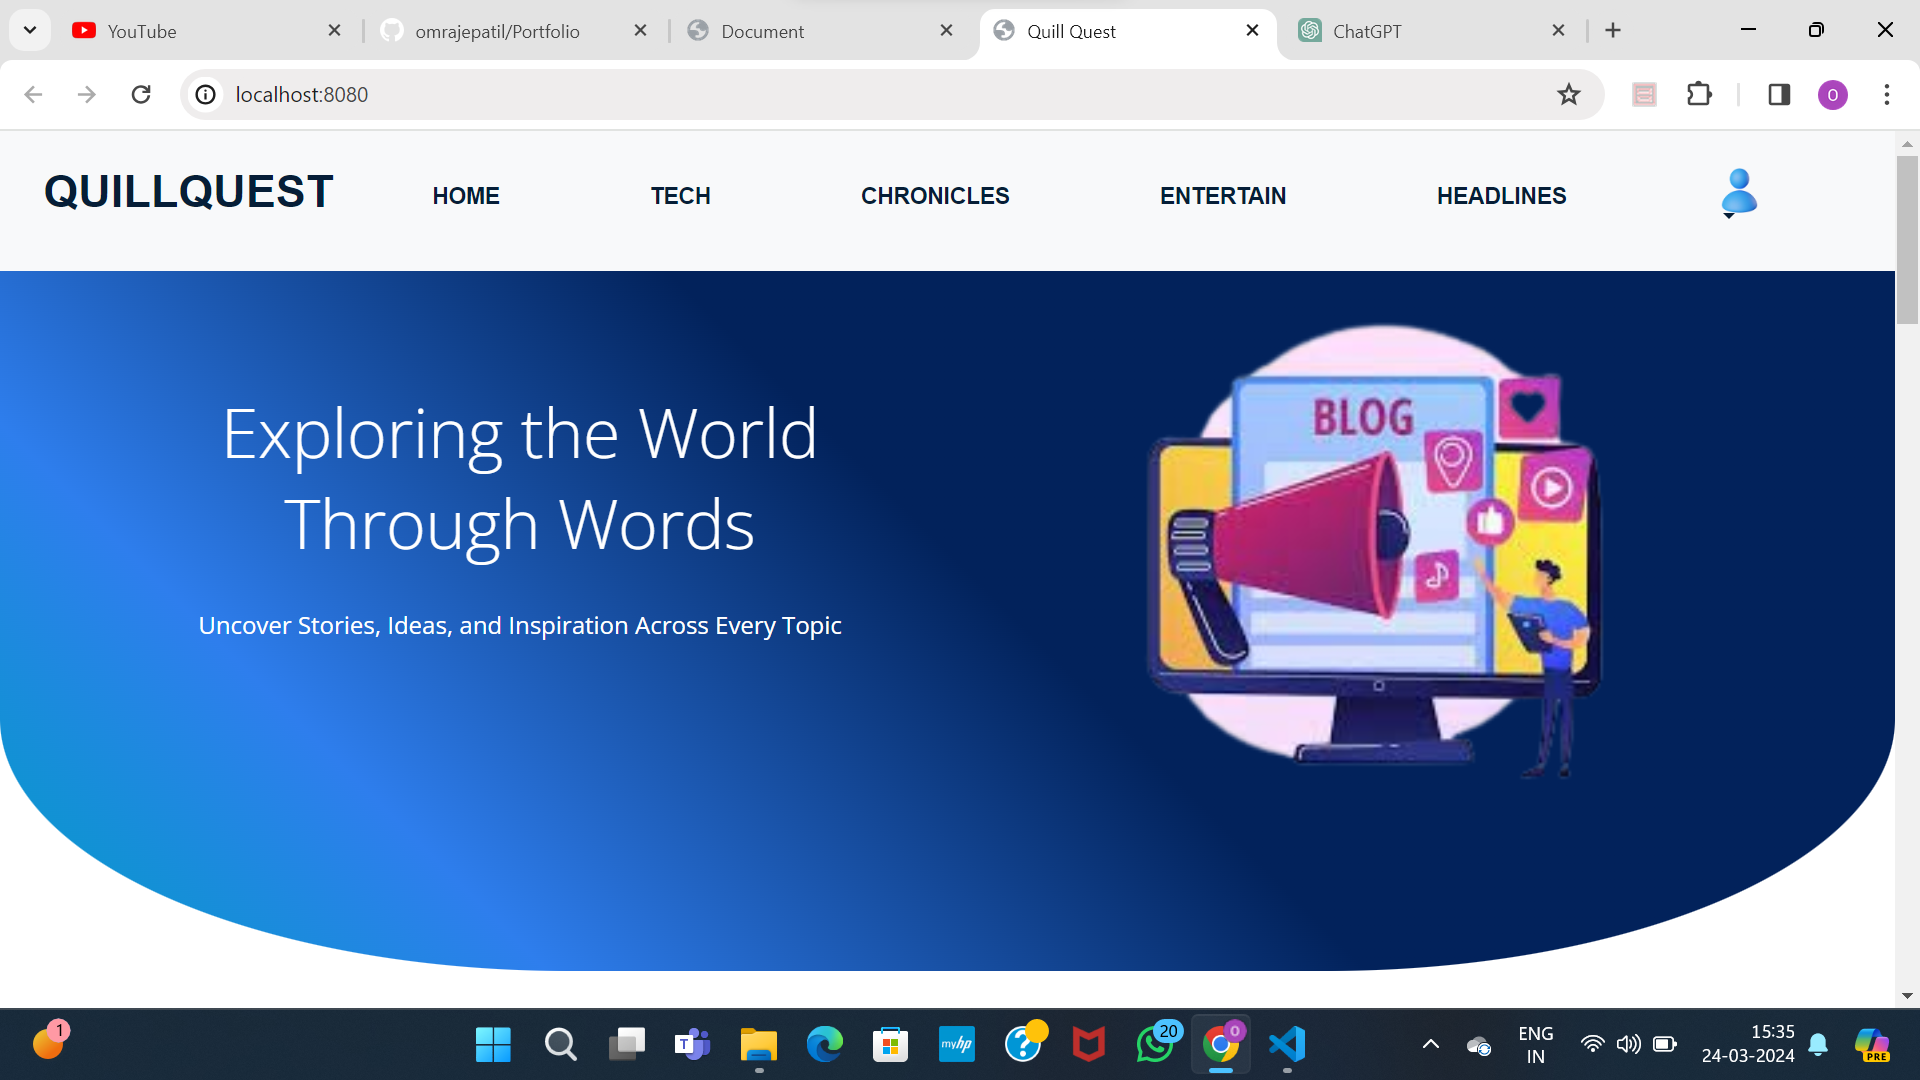 YouTube
omrajepatil/Portfolio
Document
Quill Quest
ChatGPT
localhost:8080
O
QUILLQUEST
HOME
TECH
CHRONICLES
ENTERTAIN
HEADLINES
Exploring the World
Through Words
Uncover Stories, Ideas, and Inspiration Across Every Topic
BLOG
1
T
myhp
?
20
O
ENG
IN
15:35
24-03-2024
PRE